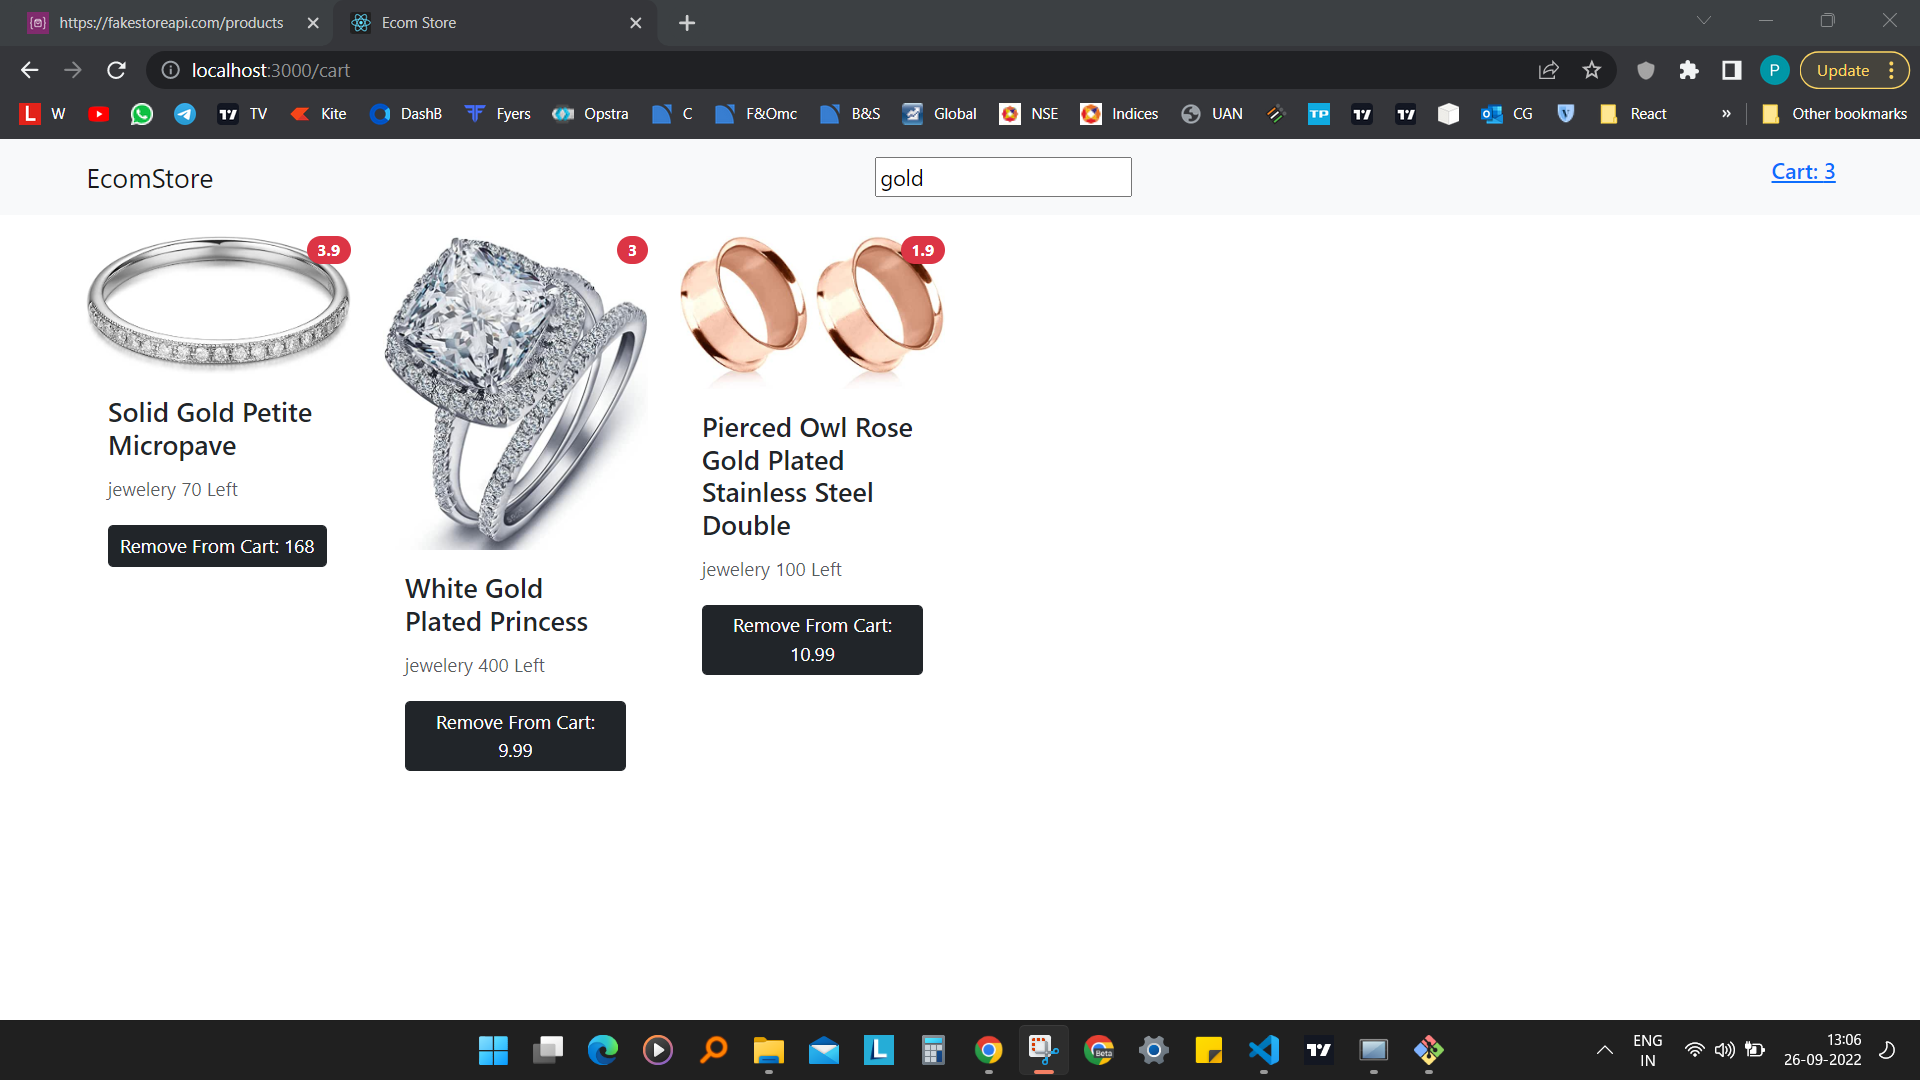 https://fakestoreapi.com/products
Ecom Store
localhost:3000/cart
P
Update
L W
TV
Kite
DashB
Fyers
Opstra
C
F&Omc
B&S
Global
NSE
Indices
TP
UAN
CG
React
»
Other bookmarks
EcomStore
gold
Cart: 3
3.9
Solid Gold Petite
Micropave
jewelery 70 Left
Remove From Cart: 168
3
White Gold
Plated Princess
jewelery 400 Left
Remove From Cart:
9.99
1.9
Pierced Owl Rose
Gold Plated
Stainless Steel
Double
jewelery 100 Left
Remove From Cart:
10.99
L
Beta
ENG
IN
13:06
26-09-2022